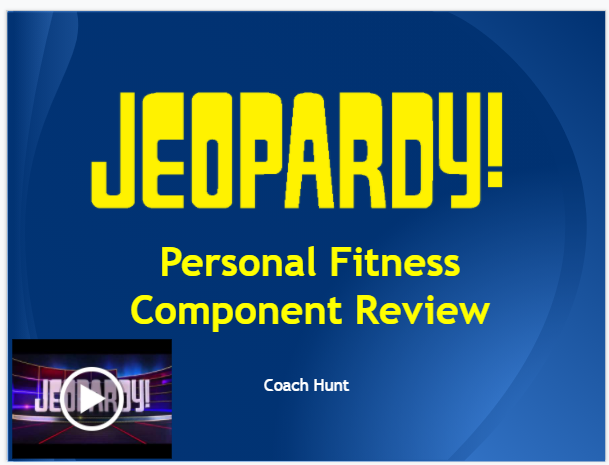 JEOPARDY!
Personal Fitness
Component Review
Coach Hunt
JEOPARDY!